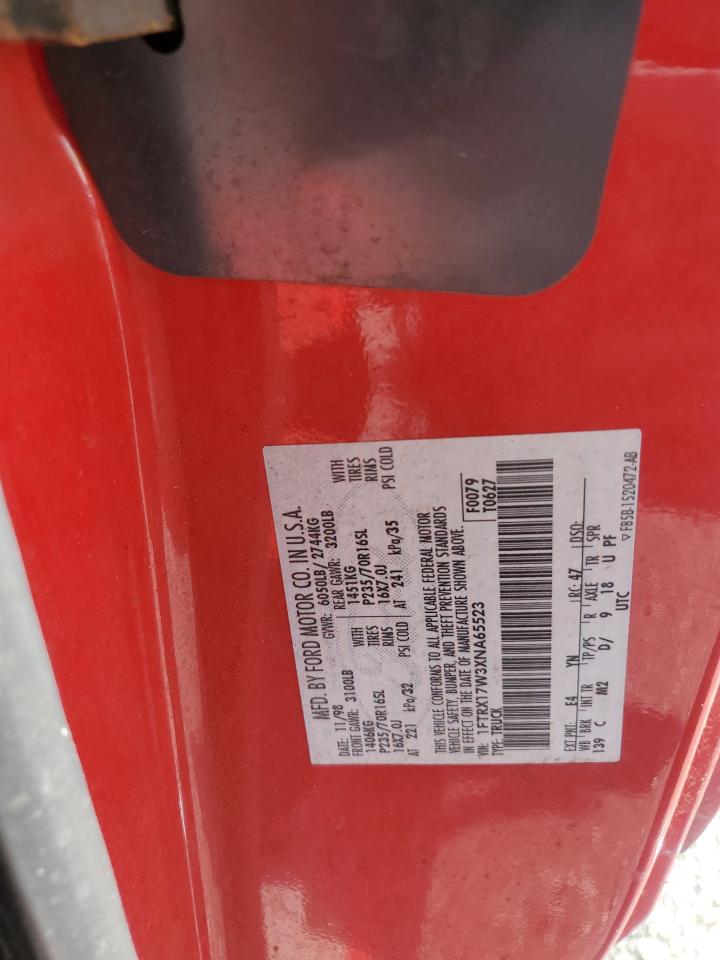 MFD. BY FORD MOTOR CO. IN U.S.A.
DATE: 11/98 GVWR: 6050LB/ 2744KG
FRONT GAWR: 3100LB REAR GAWR: 3200LB
1406KG WITH 1451KG WITH
P235/70R16SL TIRES P235/70R16SL TIRES
16X7.0J RIMS 16X7.0J RIMS
AT 221 kPa/32 PSI COLD AT 241 kPa/35 PSI COLD
THIS VEHICLE CONFORMS TO ALL APPLICABLE FEDERAL MOTOR
VEHICLE SAFETY, BUMPER, AND THEFT PREVENTION STANDARDS
IN EFFECT ON THE DATE OF MANUFACTURE SHOWN ABOVE.
VIN: 1FTRX17W3XNA65523 F0079
TYPE: TRUCK T0627
EXT PNT: E4 YN RC: 47 DSO:
WB BRK INT TR TP/PS R AXLE TR SPR
139 C M2 D/ 9 18 U PF
UTC
▽ F85B-1520472-AB